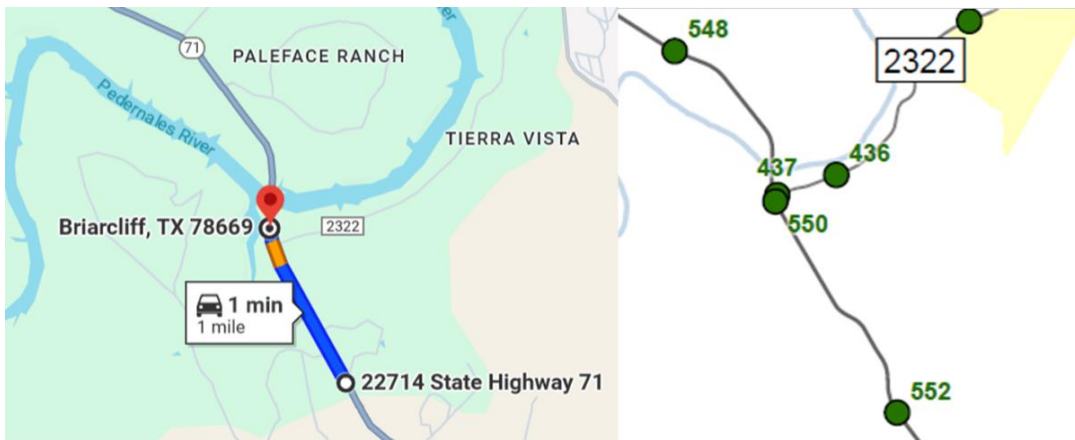 71
PALEFACE RANCH
Pedernales River
TIERRA VISTA
Briarcliff, TX 78669
2322
1 min
1 mile
22714 State Highway 71
548
2322
437
436
550
552